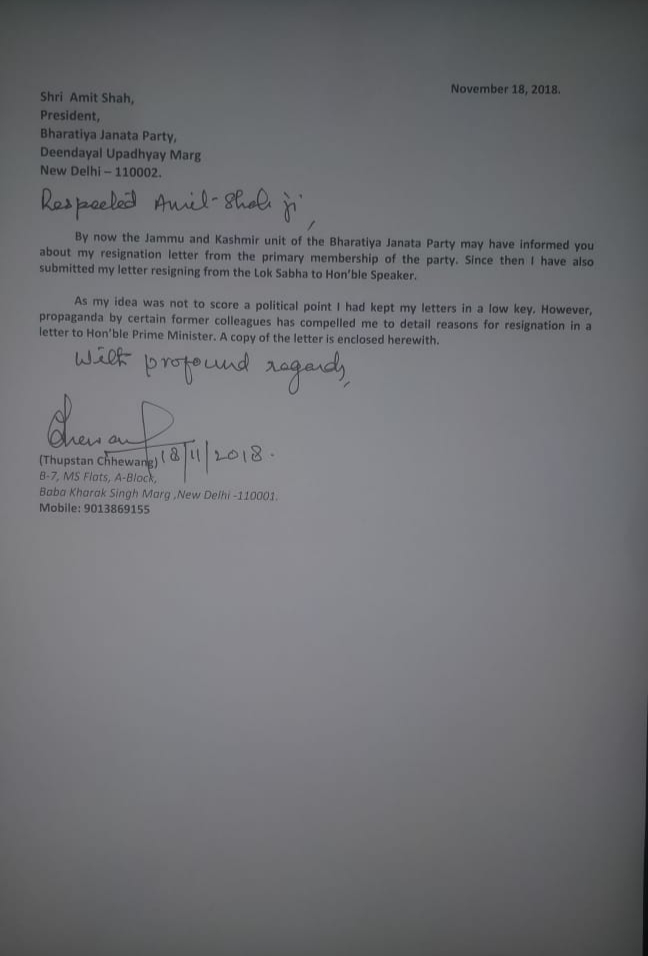 November 18, 2018.
Shri Amit Shah,
President,
Bharatiya Janata Party,
Deendayal Upadhyay Marg
New Delhi – 110002.
Respected Amit-Shah ji,
By now the Jammu and Kashmir unit of the Bharatiya Janata Party may have informed you
about my resignation letter from the primary membership of the party. Since then I have also
submitted my letter resigning from the Lok Sabha to Hon'ble Speaker.
As my idea was not to score a political point I had kept my letters in a low key. However,
propaganda by certain former colleagues has compelled me to detail reasons for resignation in a
letter to Hon'ble Prime Minister. A copy of the letter is enclosed herewith.
With profound regards,
(Thupstan Chhewang) 18/11/2018.
B-7, MS Flats, A-Block,
Baba Kharak Singh Marg ,New Delhi -110001.
Mobile: 9013869155